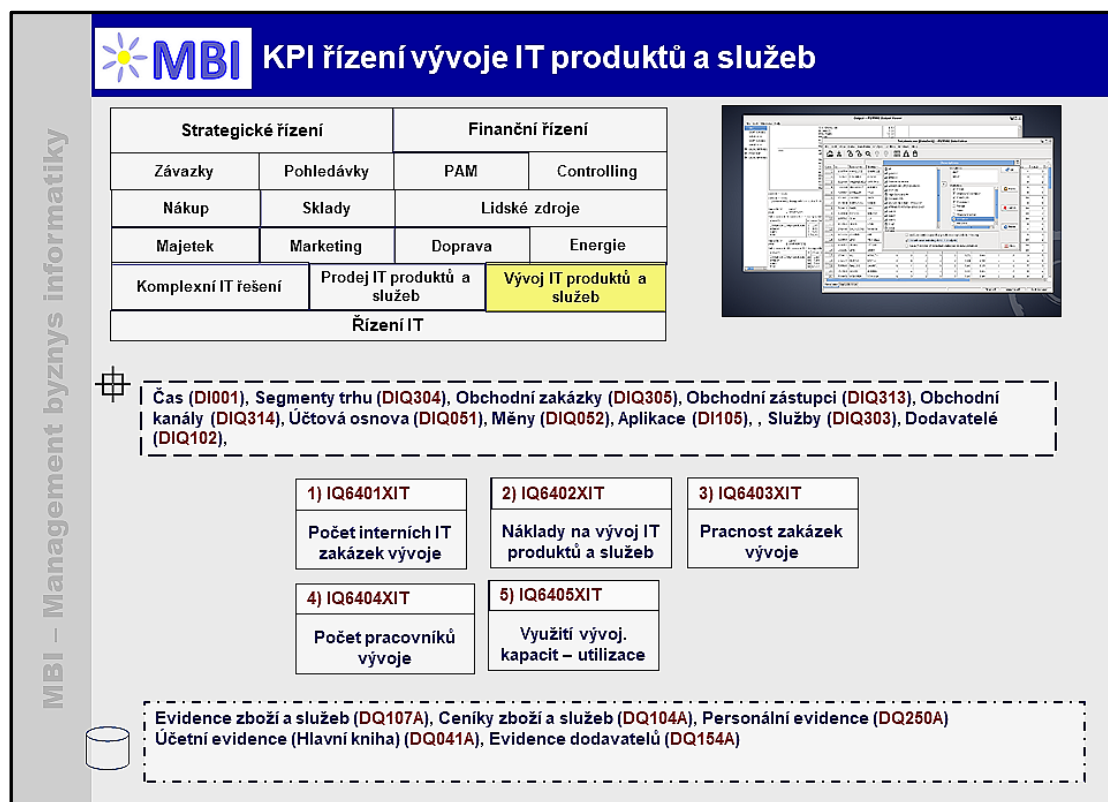 MBI
KPI řízení vývoje IT produktů a služeb
MBI – Management byznys informatiky
Strategické řízení
Finanční řízení
Závazky
Pohledávky
PAM
Controlling
Nákup
Sklady
Lidské zdroje
Majetek
Marketing
Doprava
Energie
Komplexní IT řešení
Prodej IT produktů a
služeb
Vývoj IT produktů a
služeb
Řízení IT
Čas (DI001), Segmenty trhu (DIQ304), Obchodní zakázky (DIQ305), Obchodní zástupci (DIQ313), Obchodní
kanály (DIQ314), Účtová osnova (DIQ051), Měny (DIQ052), Aplikace (DI105), , Služby (DIQ303), Dodavatelé
(DIQ102),
1) IQ6401XIT
Počet interních IT
zakázek vývoje
2) IQ6402XIT
Náklady na vývoj IT
produktů a služeb
3) IQ6403XIT
Pracnost zakázek
vývoje
4) IQ6404XIT
Počet pracovníků
vývoje
5) IQ6405XIT
Využití vývoj.
kapacit – utilizace
Evidence zboží a služeb (DQ107A), Ceníky zboží a služeb (DQ104A), Personální evidence (DQ250A)
Účetní evidence (Hlavní kniha) (DQ041A), Evidence dodavatelů (DQ154A)